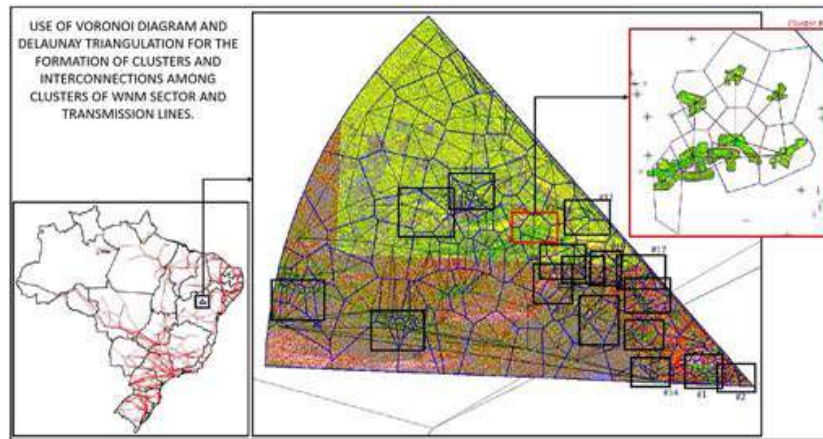 USE OF VORONOI DIAGRAM AND
DELAUNAY TRIANGULATION FOR THE
FORMATION OF CLUSTERS AND
INTERCONNECTIONS AMONG
CLUSTERS OF WNM SECTOR AND
TRANSMISSION LINES.
#17
#14
#1
#2